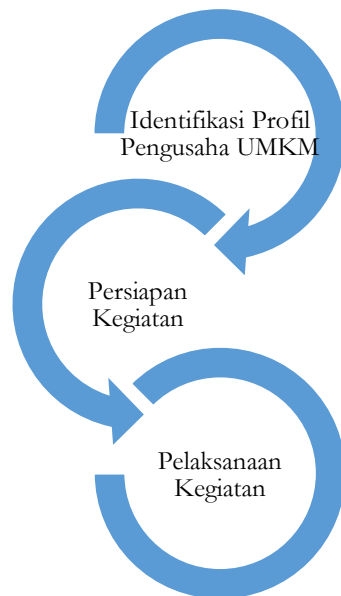 Identifikasi Profil
Pengusaha UMKM
Persiapan
Kegiatan
Pelaksanaan
Kegiatan